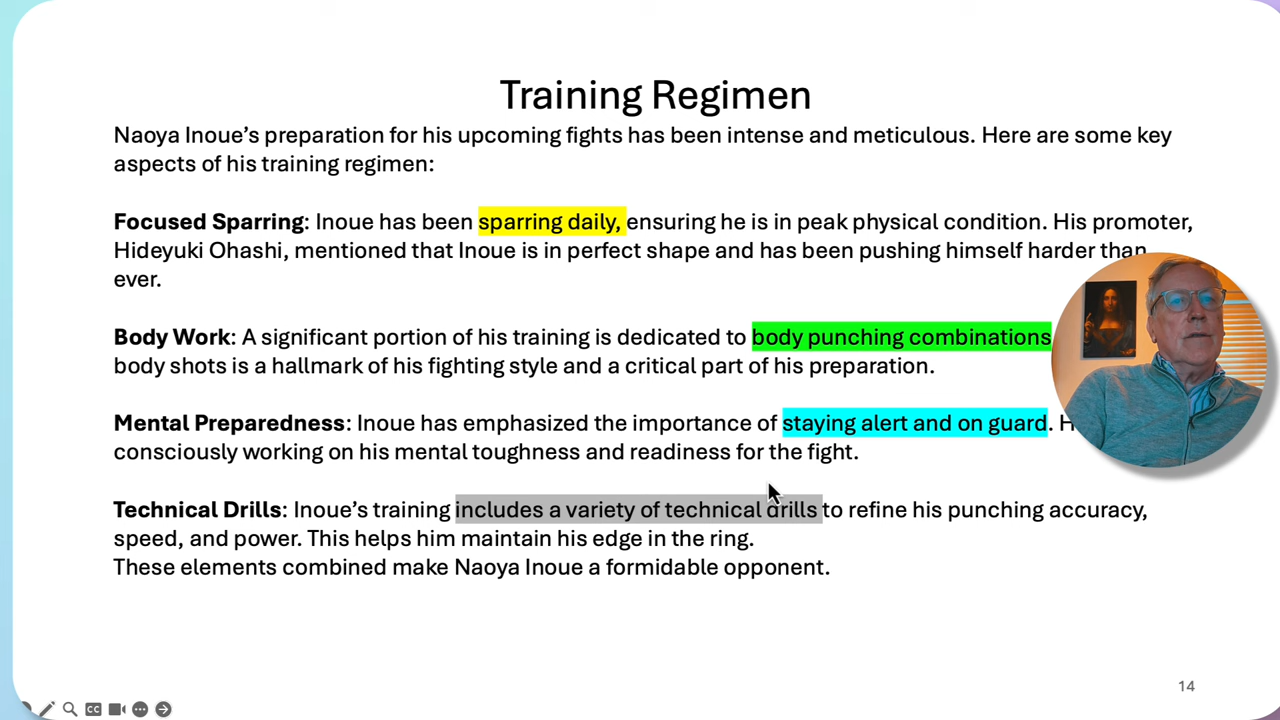 Training Regimen
Naoya Inoue’s preparation for his upcoming fights has been intense and meticulous. Here are some key
aspects of his training regimen:
Focused Sparring: Inoue has been sparring daily, ensuring he is in peak physical condition. His promoter,
Hideyuki Ohashi, mentioned that Inoue is in perfect shape and has been pushing himself harder than
ever.
Body Work: A significant portion of his training is dedicated to body punching combinations
body shots is a hallmark of his fighting style and a critical part of his preparation.
Mental Preparedness: Inoue has emphasized the importance of staying alert and on guard.
consciously working on his mental toughness and readiness for the fight.
Technical Drills: Inoue’s training includes a variety of technical drills to refine his punching accuracy,
speed, and power. This helps him maintain his edge in the ring.
These elements combined make Naoya Inoue a formidable opponent.
14
CC